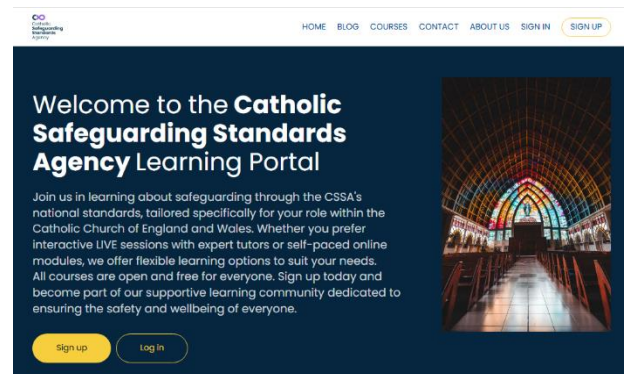 Catholic
Safeguarding
Standards
Agency
HOME BLOG COURSES CONTACT ABOUT US SIGN IN SIGN UP
Welcome to the Catholic
Safeguarding Standards
Agency Learning Portal
Join us in learning about safeguarding through the CSSA's
national standards, tailored specifically for your role within the
Catholic Church of England and Wales. Whether you prefer
interactive LIVE sessions with expert tutors or self-paced online
modules, we offer flexible learning options to suit your needs.
All courses are open and free for everyone. Sign up today and
become part of our supportive learning community dedicated to
ensuring the safety and wellbeing of everyone.
Sign up Log in